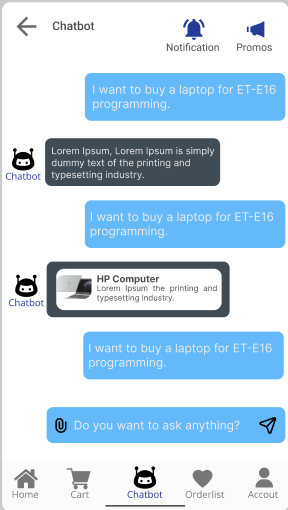 Chatbot
Notification
Promos
I want to buy a laptop for ET-E16
programming.
Lorem Ipsum, Lorem Ipsum is simply
dummy text of the printing and
typesetting industry.
Chatbot
I want to buy a laptop for ET-E16
programming.
HP Computer
Lorem Ipsum the printing and
typesetting industry.
Chatbot
I want to buy a laptop for ET-E16
programming.
Do you want to ask anything?
Home
Cart
Chatbot
Orderlist
Accout